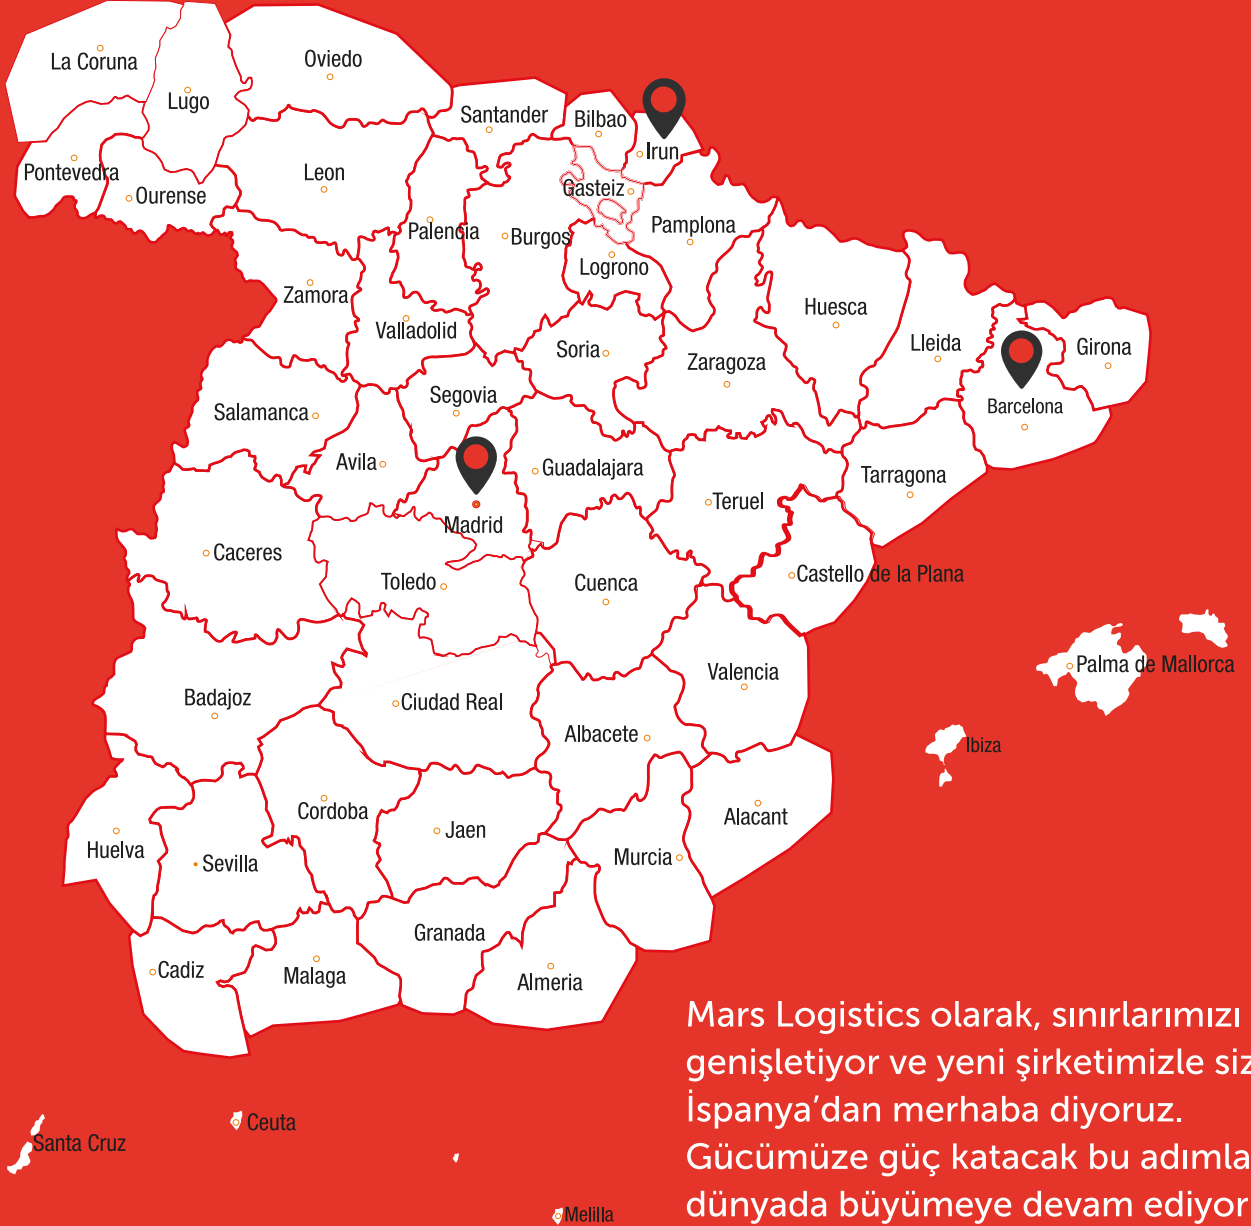 La Coruna
Lugo
Oviedo
Santander
Bilbao
Irun
Pontevedra
Ourense
Leon
Palencia
Burgos
Gasteiz
Pamplona
Logrono
Zamora
Valladolid
Soria
Zaragoza
Huesca
Lleida
Girona
Barcelona
Salamanca
Segovia
Avila
Guadalajara
Tarragona
Teruel
Madrid
Caceres
Toledo
Cuenca
Castello de la Plana
Palma de Mallorca
Ibiza
Badajoz
Ciudad Real
Valencia
Albacete
Cordoba
Jaen
Alacant
Murcia
Huelva
Sevilla
Granada
Cadiz
Malaga
Almeria
Santa Cruz
Ceuta
Melilla
Mars Logistics olarak, sınırlarımızı
genişletiyor ve yeni şirketimizle siz
İspanya'dan merhaba diyoruz.
Gücümüze güç katacak bu adımla
dünyada büyümeye devam ediyor